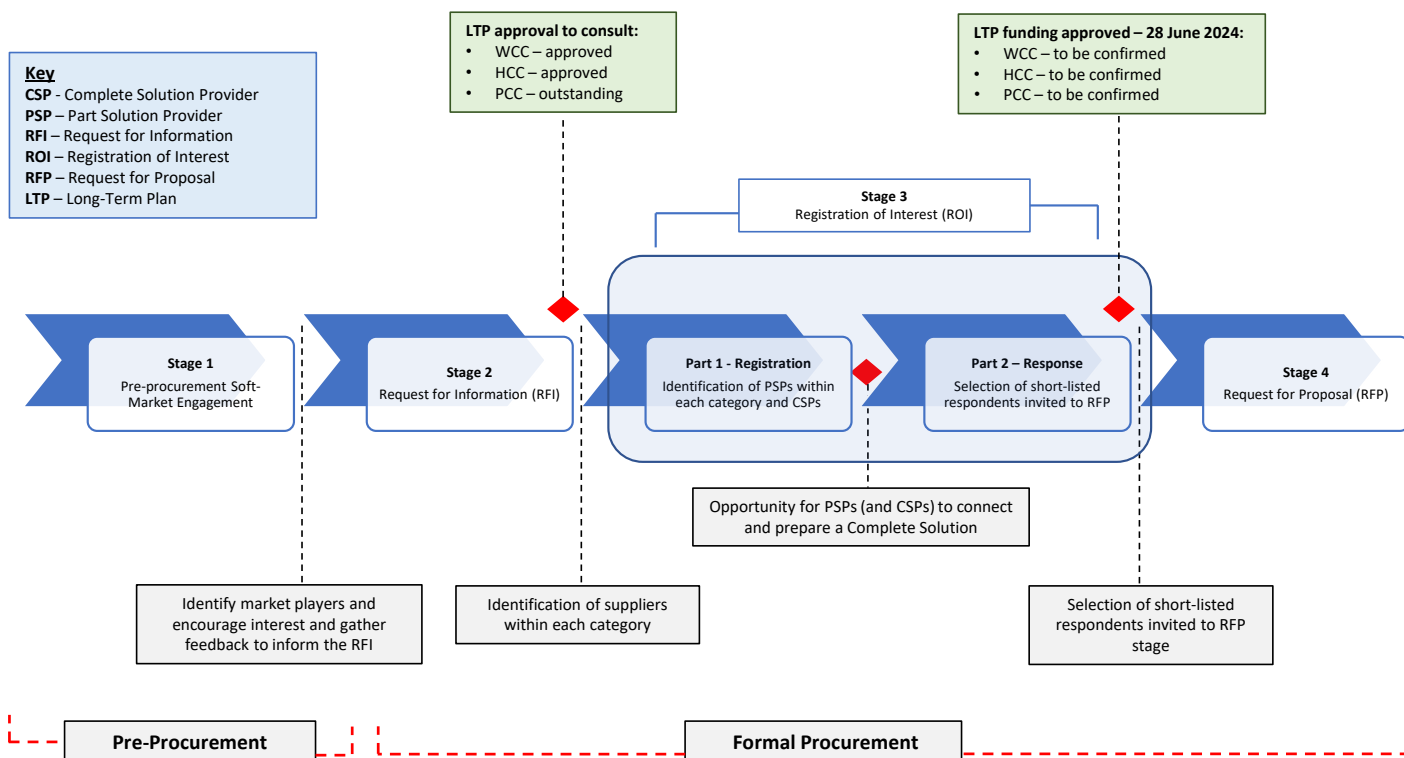 Key
CSP - Complete Solution Provider
PSP – Part Solution Provider
RFI – Request for Information
ROI – Registration of Interest
RFP – Request for Proposal
LTP – Long-Term Plan
LTP approval to consult:
• WCC – approved
• HCC – approved
• PCC – outstanding
LTP funding approved – 28 June 2024:
• WCC – to be confirmed
• HCC – to be confirmed
• PCC – to be confirmed
Stage 3
Registration of Interest (ROI)
Stage 1
Pre-procurement Soft-
Market Engagement
Stage 2
Request for Information (RFI)
Part 1 - Registration
Identification of PSPs within
each category and CSPs
Part 2 – Response
Selection of short-listed
respondents invited to RFP
Stage 4
Request for Proposal (RFP)
Opportunity for PSPs (and CSPs) to connect
and prepare a Complete Solution
Identify market players and
encourage interest and gather
feedback to inform the RFI
Identification of suppliers
within each category
Selection of short-listed
respondents invited to RFP
stage
Pre-Procurement
Formal Procurement